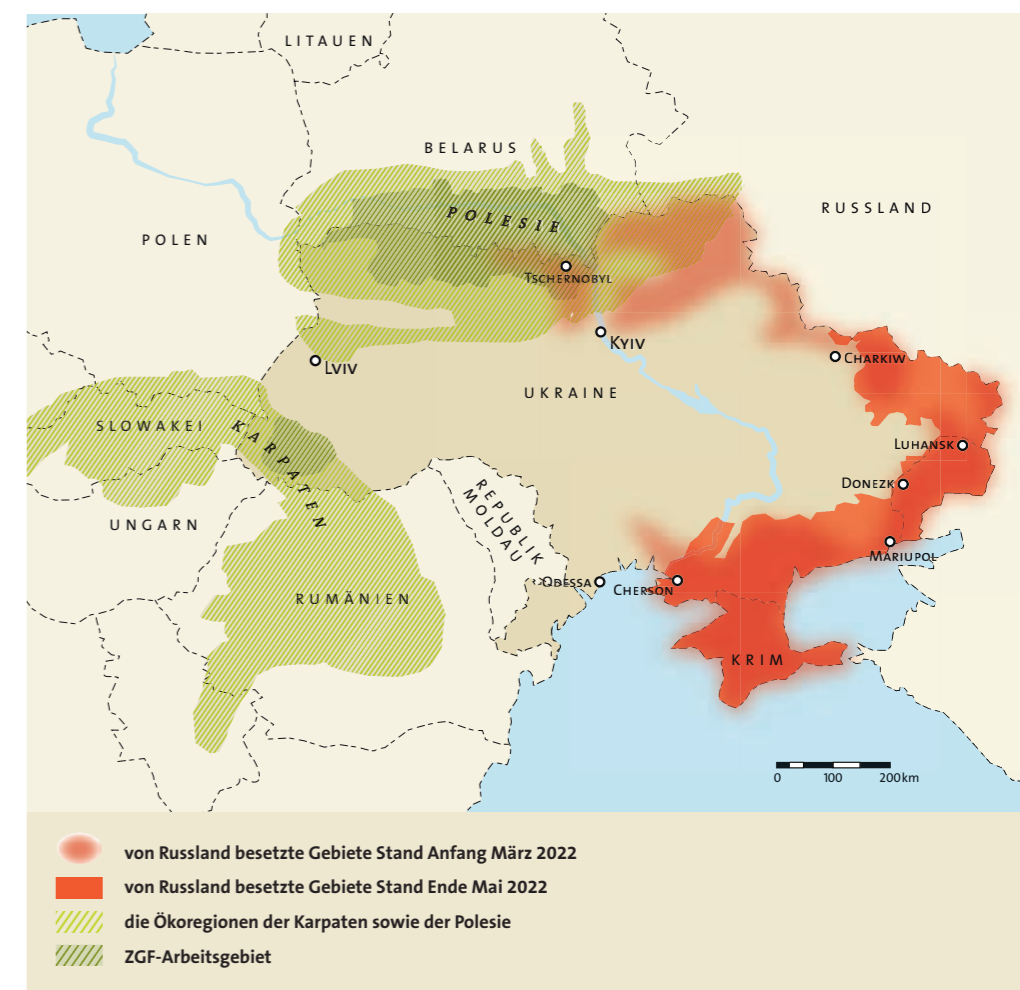 LITAUEN
BELARUS
RUSSLAND
POLEN
POLESIE
TSCHERNOBYL
KYIV
LVIV
CHARKIW
UKRAINE
SLOWAKEI
KARPATEN
LUHANSK
DONEZK
UNGARN
REPUBLIK
MOLDAU
MARIUPOL
ODESSA
CHERSON
RUMÄNIEN
KRIM
0 100 200km
von Russland besetzte Gebiete Stand Anfang März 2022
von Russland besetzte Gebiete Stand Ende Mai 2022
die Ökoregionen der Karpaten sowie der Polesie
ZGF-Arbeitsgebiet